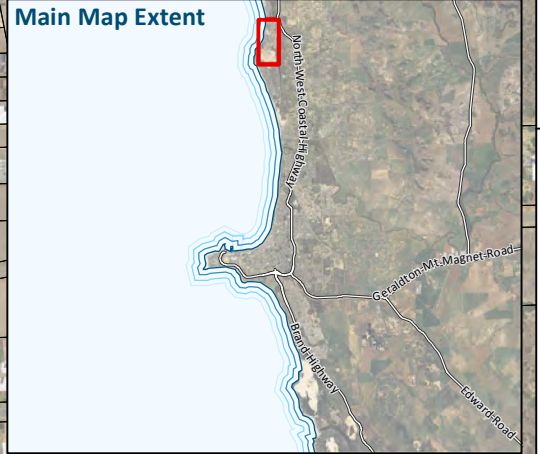 Main Map Extent
North-West-Coastal-Highway
Geraldton-Mt-Magnet-Road
Brand-Highway
Edward-Road